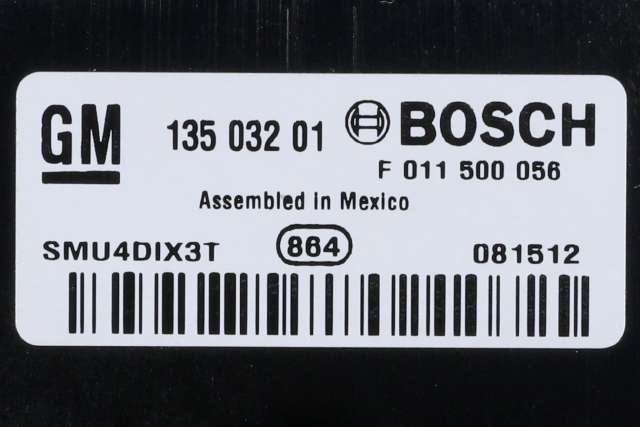 GM 135 032 01 BOSCH
F 011 500 056
Assembled in Mexico
SMU4DIX3T 864 081512